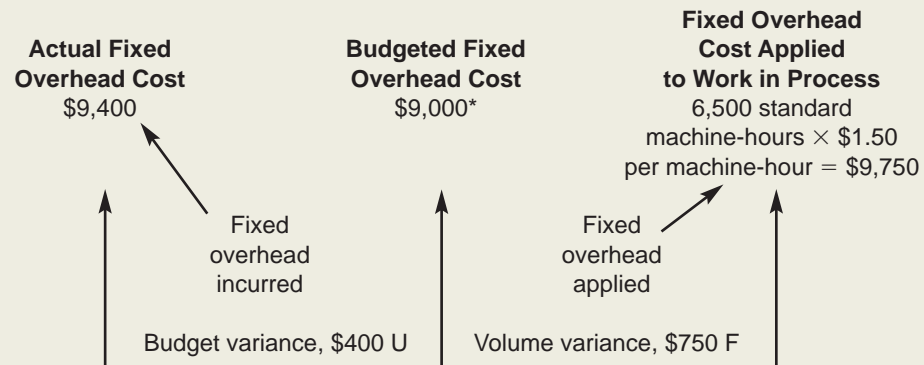 Actual Fixed
Overhead Cost
$9,400
Budgeted Fixed
Overhead Cost
$9,000*
Fixed Overhead
Cost Applied
to Work in Process
6,500 standard
machine-hours × $1.50
per machine-hour = $9,750
Fixed
overhead
incurred
Fixed
overhead
applied
Budget variance, $400 U
Volume variance, $750 F